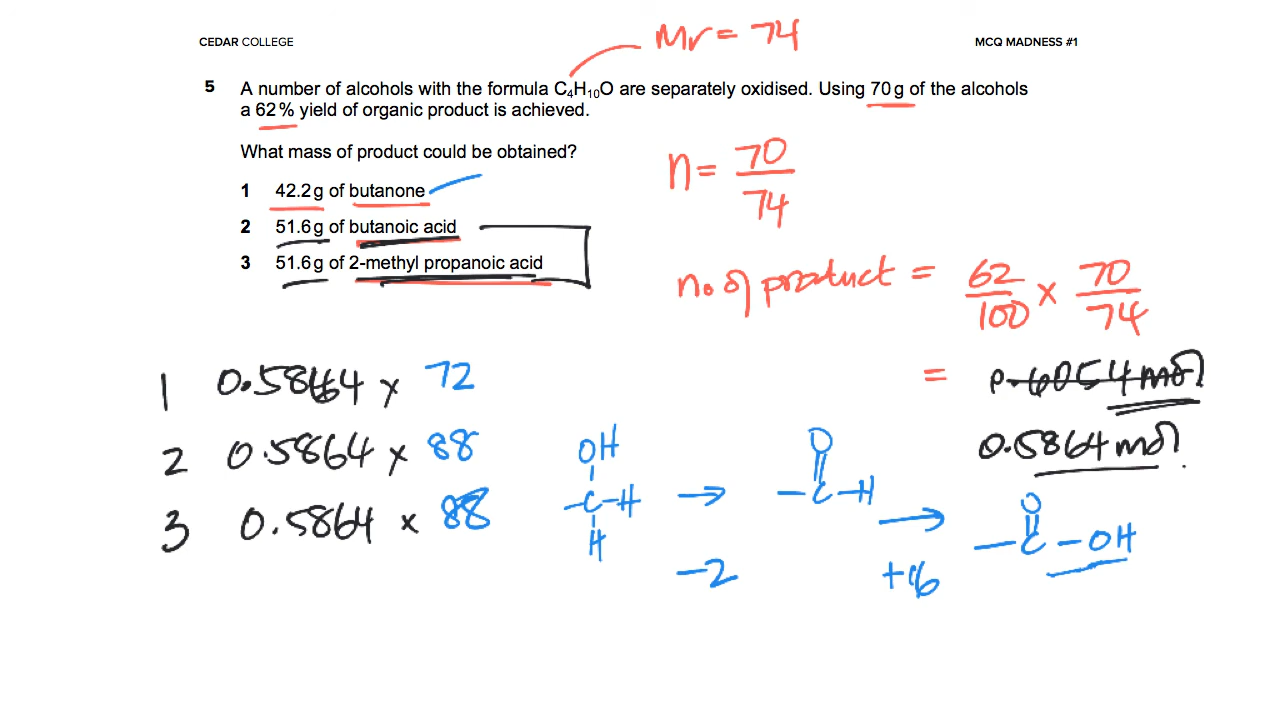 CEDAR COLLEGE
MCQ MADNESS #1
Mr = 74
5 A number of alcohols with the formula C₄H₁₀O are separately oxidised. Using 70 g of the alcohols
a 62 % yield of organic product is achieved.
What mass of product could be obtained?
1 42.2 g of butanone
2 51.6 g of butanoic acid
3 51.6 g of 2-methyl propanoic acid
n = 70/74
n. of product = 62/100 × 70/74
= 0.6054 mol
0.5864 mol
1 0.5864 × 72
2 0.5864 × 88
3 0.5864 × 88
OH
-C-H
H
→
O
-C-H
→
O
-C-OH
-2
+16